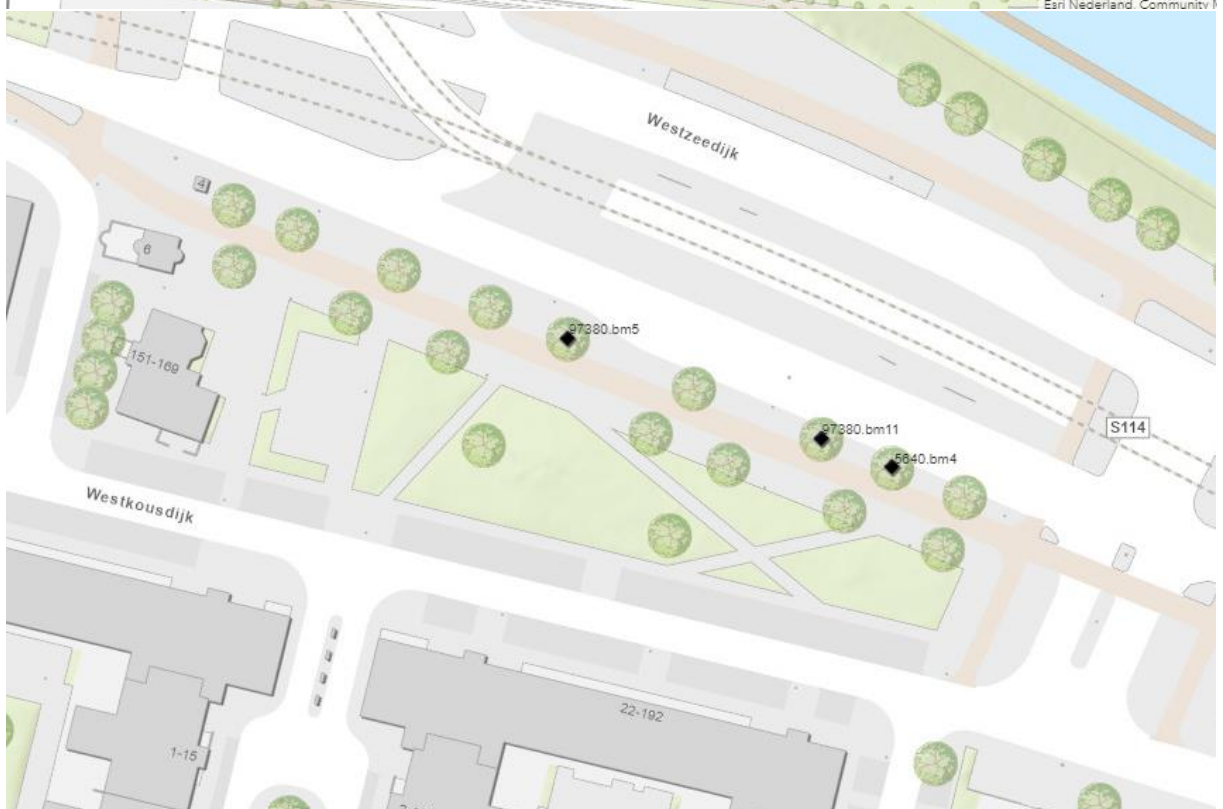 Esri Nederland, Community M
Westzeedijk
4
6
97380.bm5
151-169
97380.bm11
S114
5640.bm4
Westkousdijk
22-192
1-15